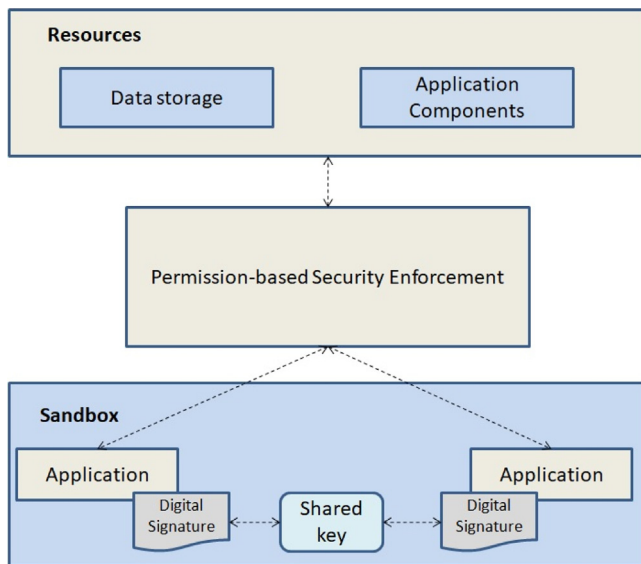 Resources
Data storage
Application
Components
Permission-based Security Enforcement
Sandbox
Application
Application
Digital
Signature
Shared
key
Digital
Signature